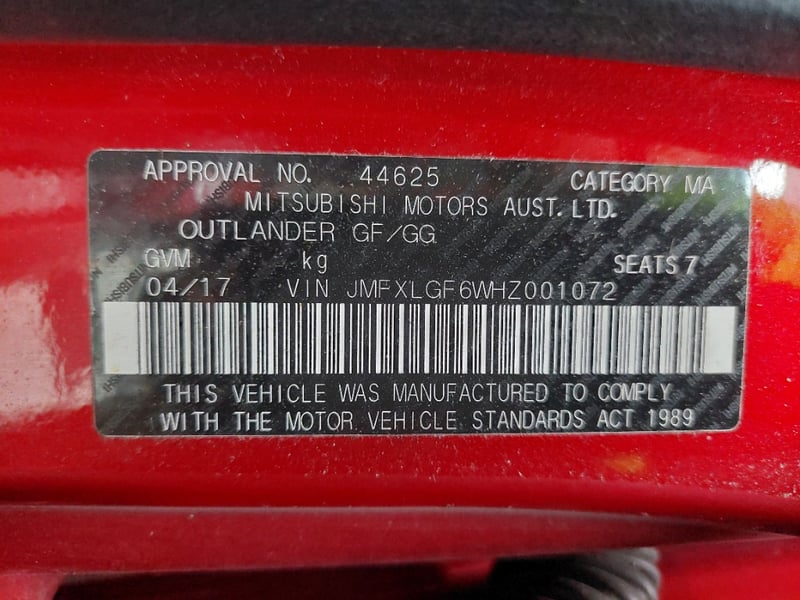 APPROVAL NO. 44625 CATEGORY MA
MITSUBISHI MOTORS AUST. LTD.
OUTLANDER GF/GG
GVM kg SEATS 7
04/17 VIN JMFXLGF6WHZ001072
THIS VEHICLE WAS MANUFACTURED TO COMPLY
WITH THE MOTOR VEHICLE STANDARDS ACT 1989